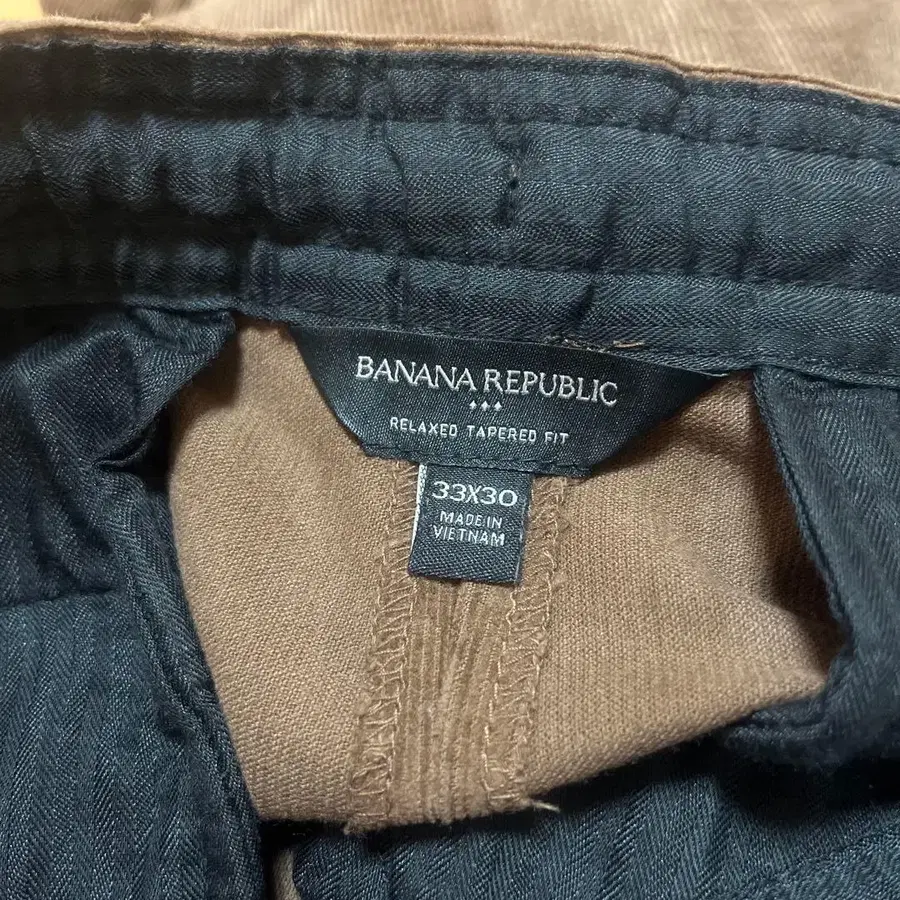 BANANA REPUBLIC
RELAXED TAPERED FIT
33X30
MADE IN
VIETNAM